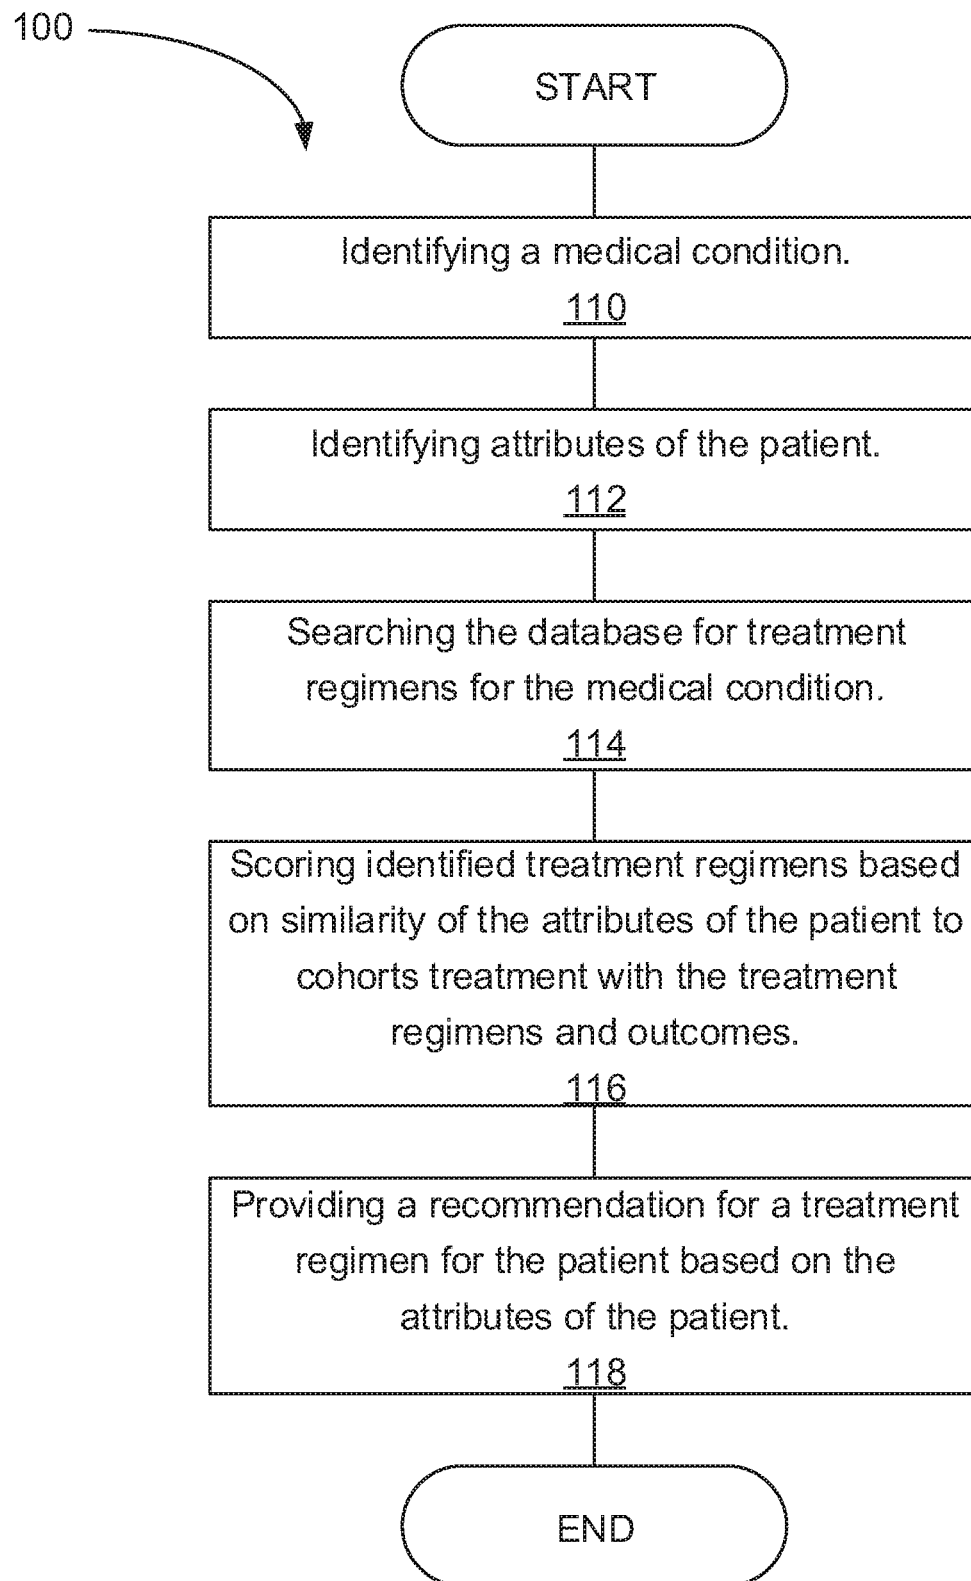 100
START
Identifying a medical condition.
110
Identifying attributes of the patient.
112
Searching the database for treatment
regimens for the medical condition.
114
Scoring identified treatment regimens based
on similarity of the attributes of the patient to
cohorts treatment with the treatment
regimens and outcomes.
116
Providing a recommendation for a treatment
regimen for the patient based on the
attributes of the patient.
118
END